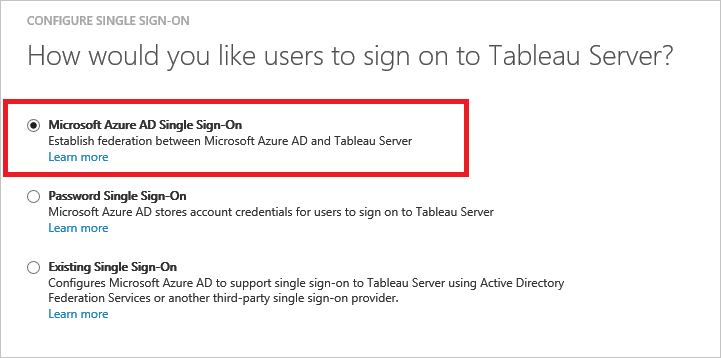 CONFIGURE SINGLE SIGN-ON
How would you like users to sign on to Tableau Server?
Microsoft Azure AD Single Sign-On
Establish federation between Microsoft Azure AD and Tableau Server
Learn more
Password Single Sign-On
Microsoft Azure AD stores account credentials for users to sign on to Tableau Server
Learn more
Existing Single Sign-On
Configures Microsoft Azure AD to support single sign-on to Tableau Server using Active Directory
Federation Services or another third-party single sign-on provider.
Learn more